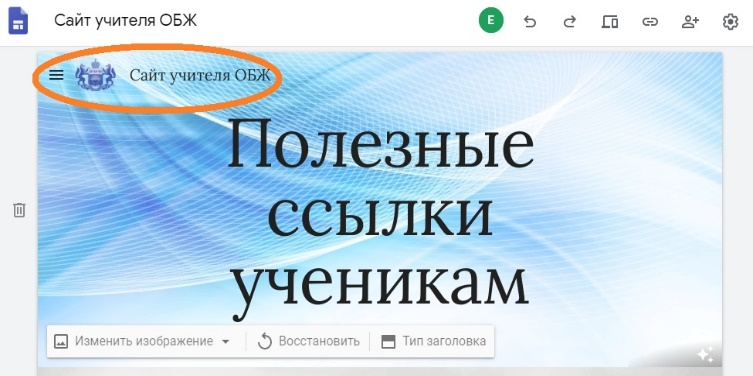 Сайт учителя ОБЖ
E
Сайт учителя ОБЖ
Полезные
ссылки
ученикам
Изменить изображение
Восстановить
Тип заголовка